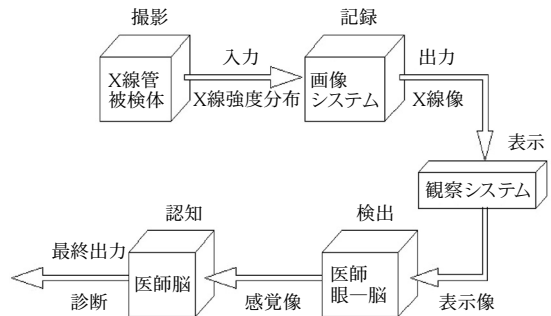 撮影
記録
X線管
被検体
入力
X線強度分布
画像
システム
出力
X線像
表示
観察システム
認知
検出
最終出力
診断
医師脳
感覚像
医師
眼―脳
表示像